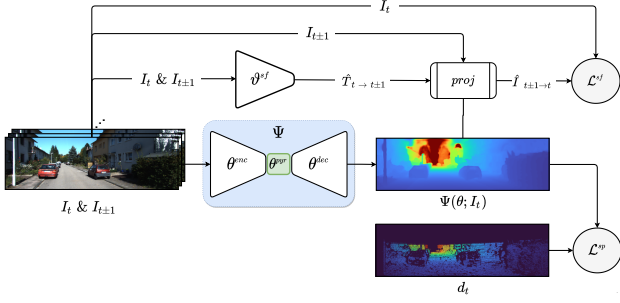 I_t
I_{t±1}
I_t & I_{t±1}
ϑ^{sf}
T̂_{t → t±1}
proj
Î_{t±1→t}
ℒ^{sf}
Ψ
θ^{enc}
θ^{pgr}
θ^{dec}
I_t & I_{t±1}
Ψ(θ; I_t)
ℒ^{sp}
d_t